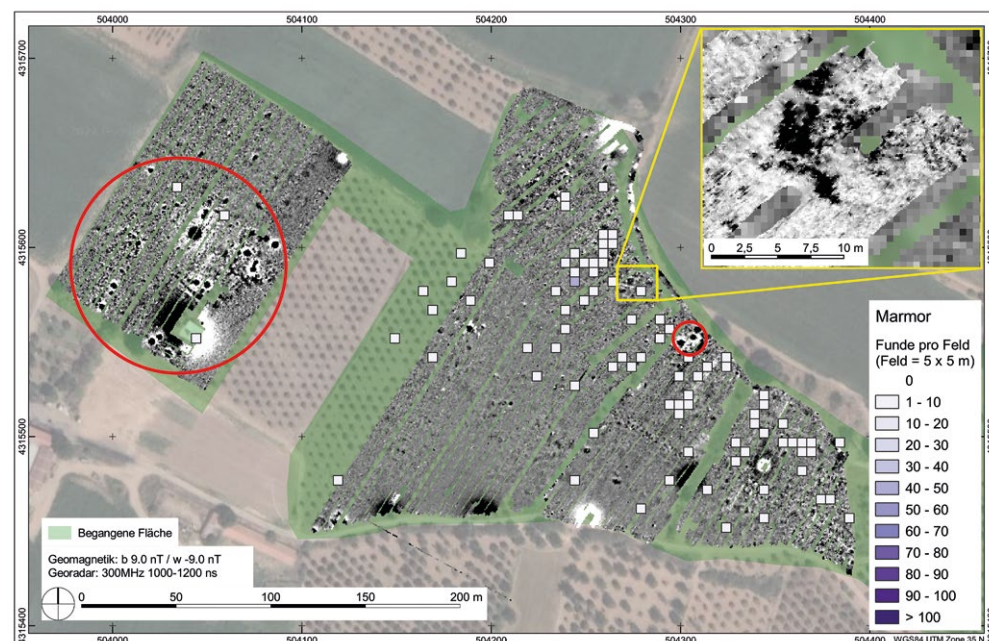 504000 504100 504200 504300 504400
4315700
4315600
4315500
4315400
0 2,5 5 7,5 10 m
Marmor
Funde pro Feld
(Feld = 5 x 5 m)
0
1 - 10
10 - 20
20 - 30
30 - 40
40 - 50
50 - 60
60 - 70
70 - 80
80 - 90
90 - 100
> 100
Begangene Fläche
Geomagnetik: b 9.0 nT / w -9.0 nT
Georadar: 300MHz 1000-1200 ns
0 50 100 150 200 m
504000 504100 504200 504300 504400
WGS84 UTM Zone 35 N